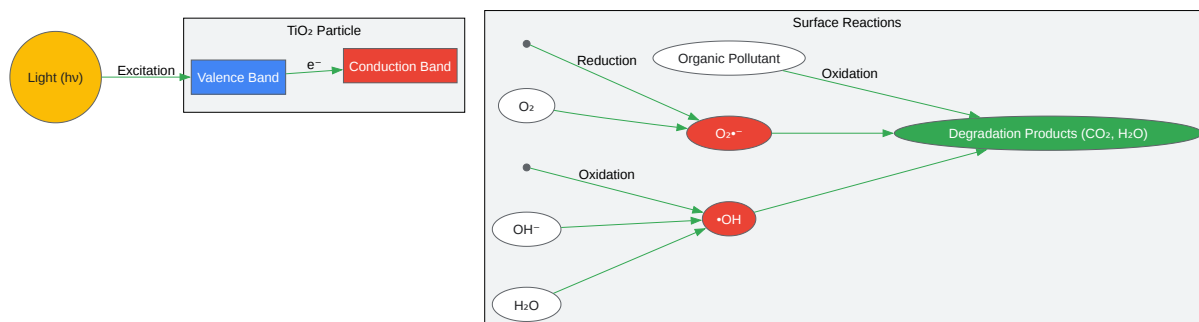 Surface Reactions
TiO₂ Particle
Light (hν)
Excitation
Valence Band
e⁻
Conduction Band
Reduction
Organic Pollutant
Oxidation
O₂
O₂•⁻
Degradation Products (CO₂, H₂O)
Oxidation
OH⁻
•OH
H₂O